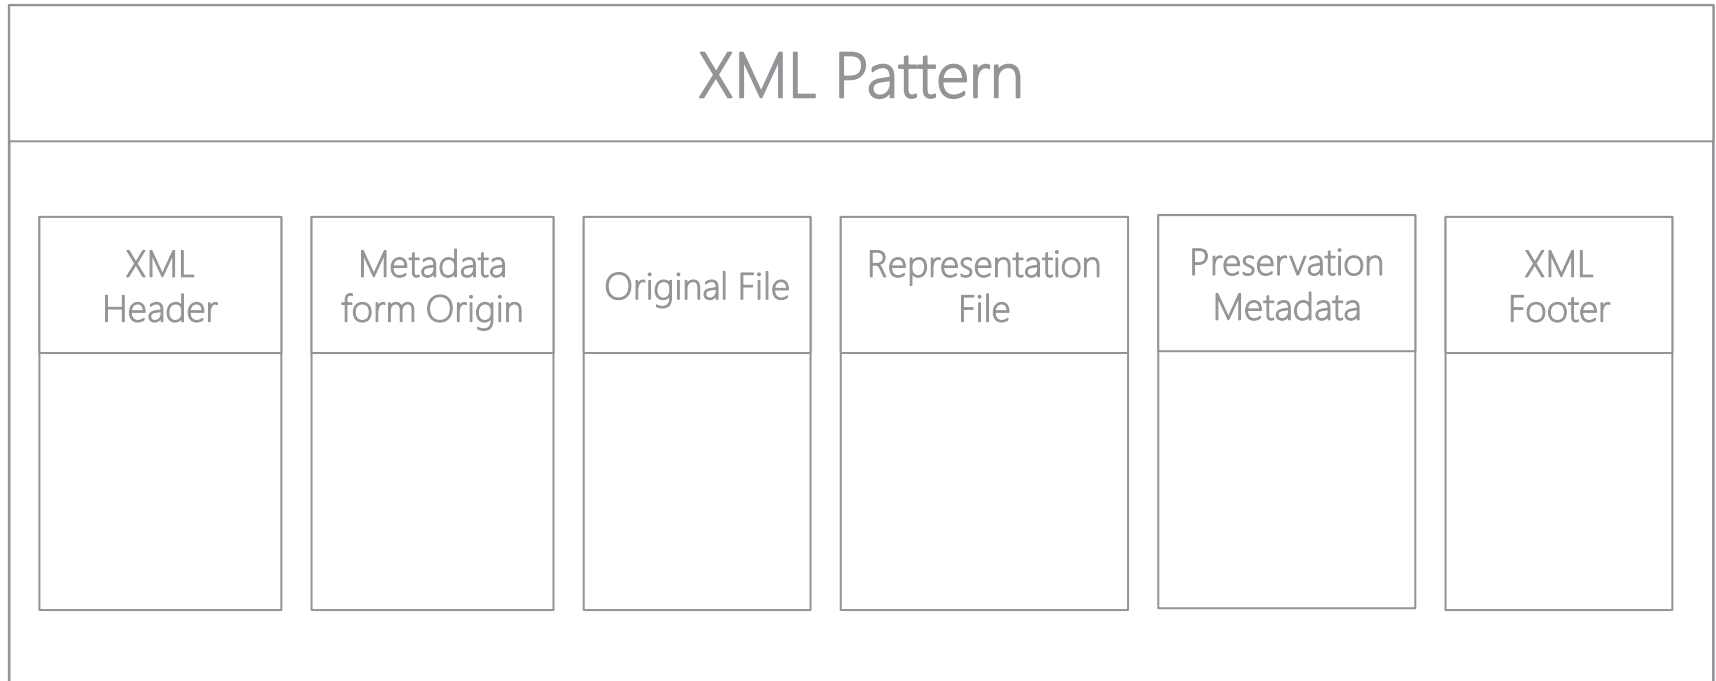 XML Pattern
XML
Header
Metadata
form Origin
Original File
Representation
File
Preservation
Metadata
XML
Footer